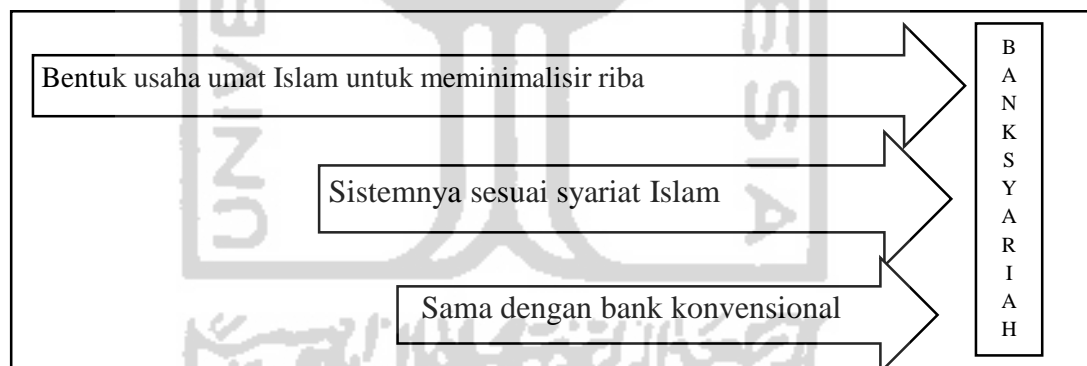 Bentuk usaha umat Islam untuk meminimalisir riba
Sistemnya sesuai syariat Islam
Sama dengan bank konvensional
B
A
N
K
S
Y
A
R
I
A
H